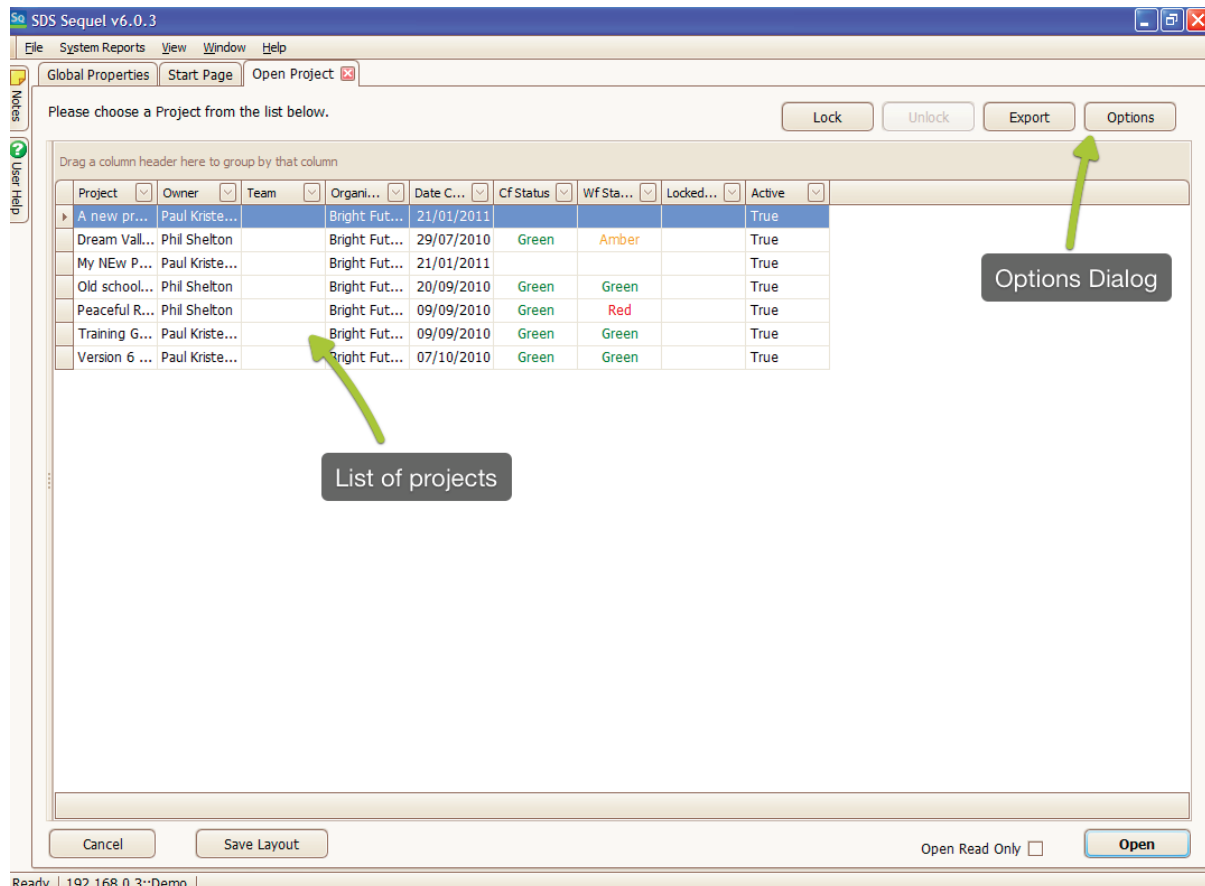 Sq SDS Sequel v6.0.3
File System Reports View Window Help
Global Properties Start Page Open Project
Notes
User Help
Please choose a Project from the list below.
Lock Unlock Export Options
Drag a column header here to group by that column
Project Owner Team Organi... Date C... Cf Status Wf Sta... Locked... Active
A new pr... Paul Kriste... Bright Fut... 21/01/2011 True
Dream Vall... Phil Shelton Bright Fut... 29/07/2010 Green Amber True
My NEw P... Paul Kriste... Bright Fut... 21/01/2011 True
Old school... Phil Shelton Bright Fut... 20/09/2010 Green Green True
Peaceful R... Phil Shelton Bright Fut... 09/09/2010 Green Red True
Training G... Paul Kriste... Bright Fut... 09/09/2010 Green Green True
Version 6 ... Paul Kriste... Bright Fut... 07/10/2010 Green Green True
Options Dialog
List of projects
Cancel Save Layout Open Read Only Open
Ready 192.168.0.3::Demo